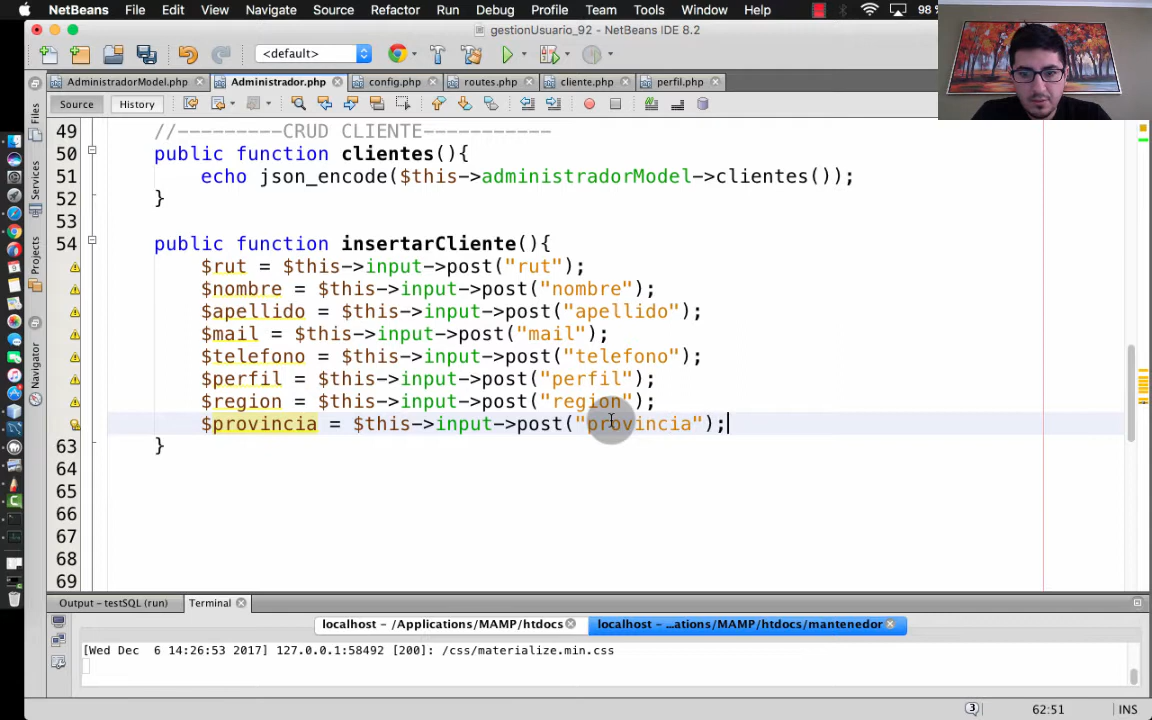 NetBeans File Edit View Navigate Source Refactor Run Debug Profile Team Tools Window Help 98 %
gestionUsuario_92 - NetBeans IDE 8.2
<default>
AdministradorModel.php Administrador.php config.php routes.php cliente.php perfil.php
Source History
Files
Services
Projects
Navigator
49 //---------CRUD CLIENTE-----------
50 public function clientes(){
51 echo json_encode($this->administradorModel->clientes());
52 }
53
54 public function insertarCliente(){
$rut = $this->input->post("rut");
$nombre = $this->input->post("nombre");
$apellido = $this->input->post("apellido");
$mail = $this->input->post("mail");
$telefono = $this->input->post("telefono");
$perfil = $this->input->post("perfil");
$region = $this->input->post("region");
$provincia = $this->input->post("provincia");
63 }
64
65
66
67
68
69
Output - testSQL (run) Terminal
localhost - /Applications/MAMP/htdocs localhost - ...ations/MAMP/htdocs/mantenedor
[Wed Dec 6 14:26:53 2017] 127.0.0.1:58492 [200]: /css/materialize.min.css
3 62:51 INS